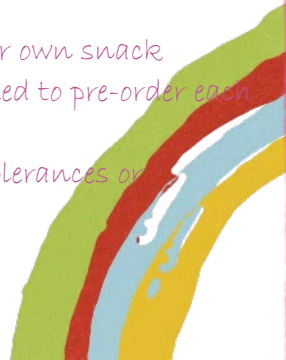 r own snack
ed to pre-order each
lerances or